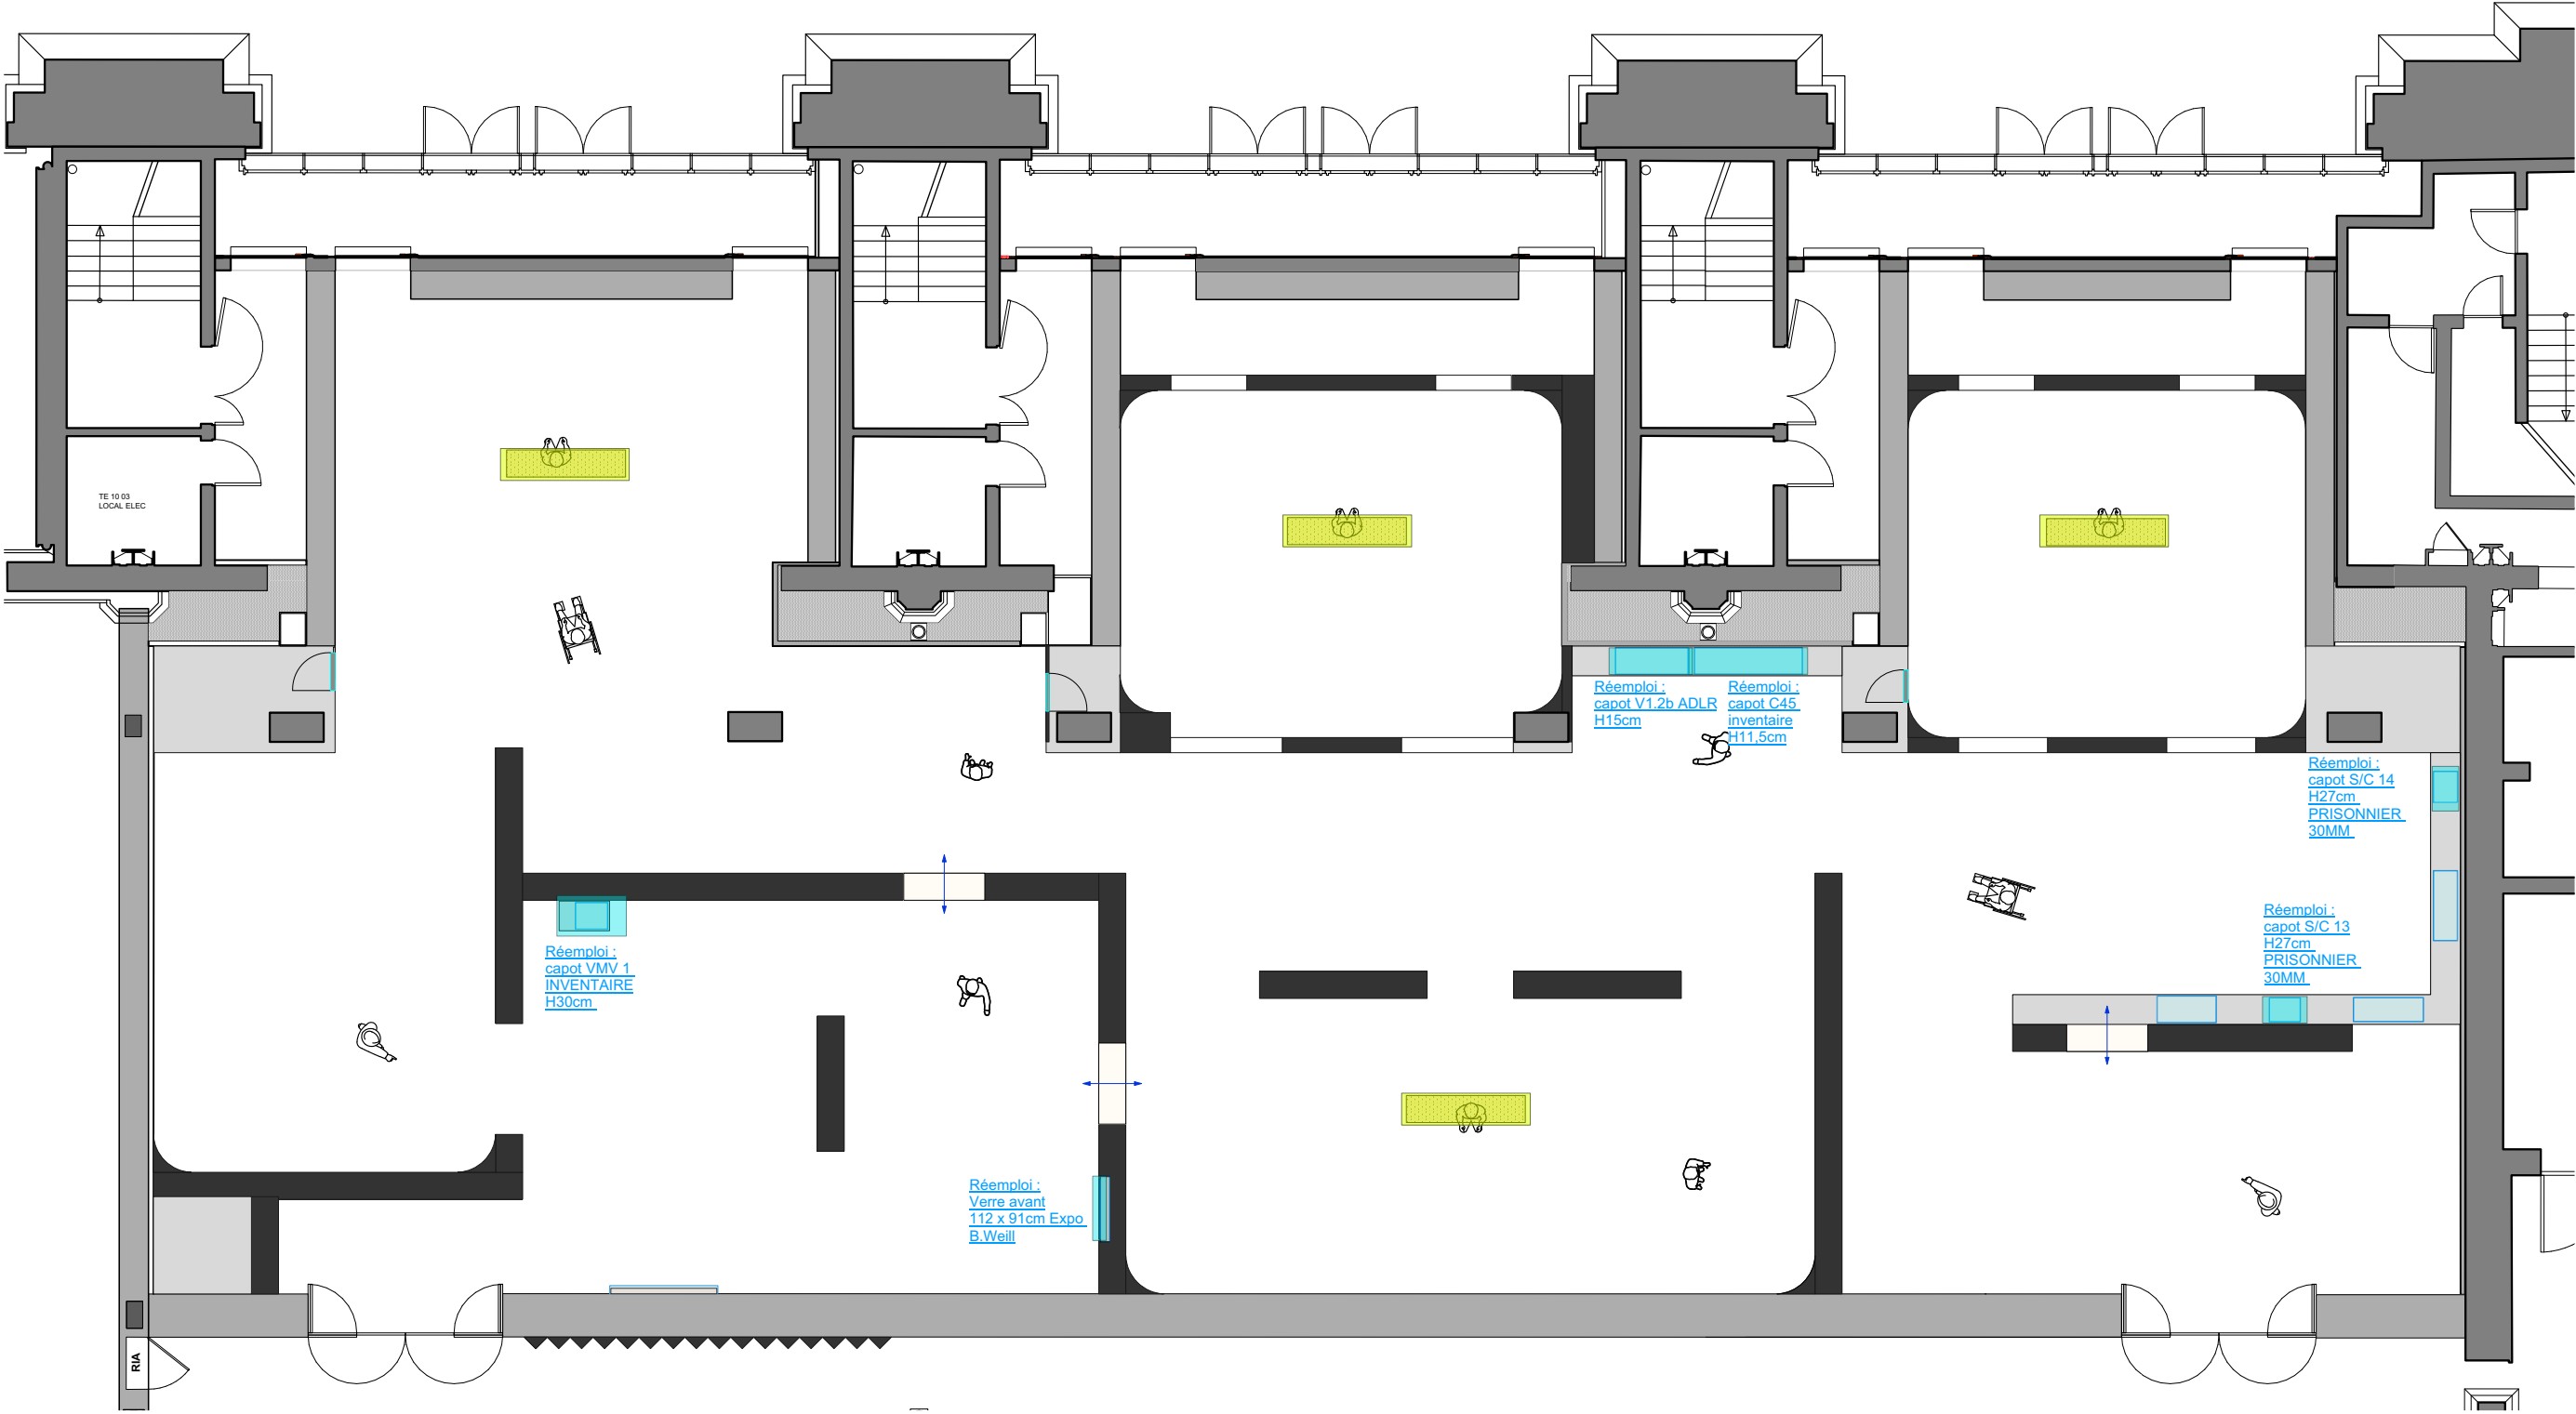 TE 10 03
LOCAL ELEC
Réemploi :
capot V1.2b ADLR
H15cm
Réemploi :
capot C45
inventaire
H11,5cm
Réemploi :
capot S/C 14
H27cm
PRISONNIER
30MM
Réemploi :
capot S/C 13
H27cm
PRISONNIER
30MM
Réemploi :
capot VMV 1
INVENTAIRE
H30cm
Réemploi :
Verre avant
112 x 91cm Expo
B.Weill
RIA